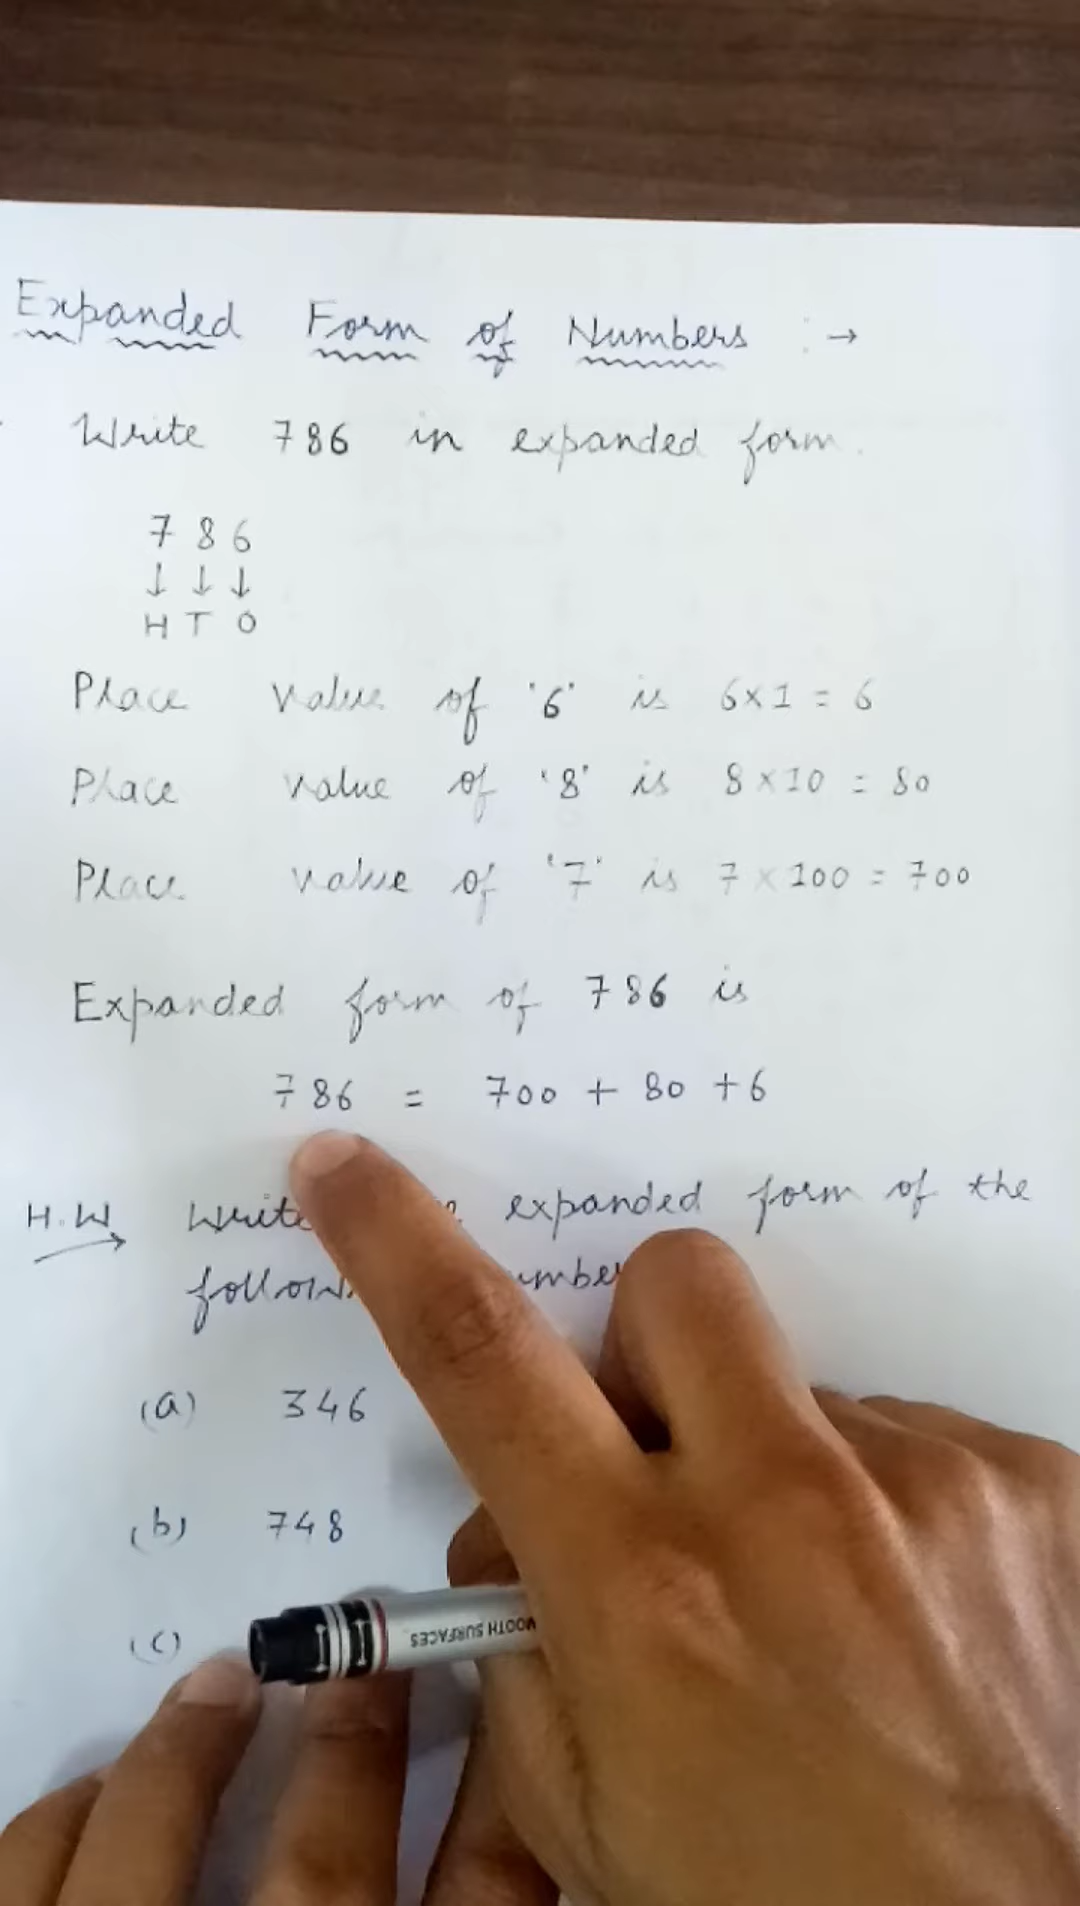 Expanded Form of Numbers :→
Write 786 in expanded form.
7 8 6
↓ ↓ ↓
H T O
Place value of '6' is 6×1 = 6
Place value of '8' is 8×10 = 80
Place value of '7' is 7×100 = 700
Expanded form of 786 is
786 = 700 + 80 + 6
H.W Write expanded form of the
(a) 346
(b) 748
(c)
SURFACES